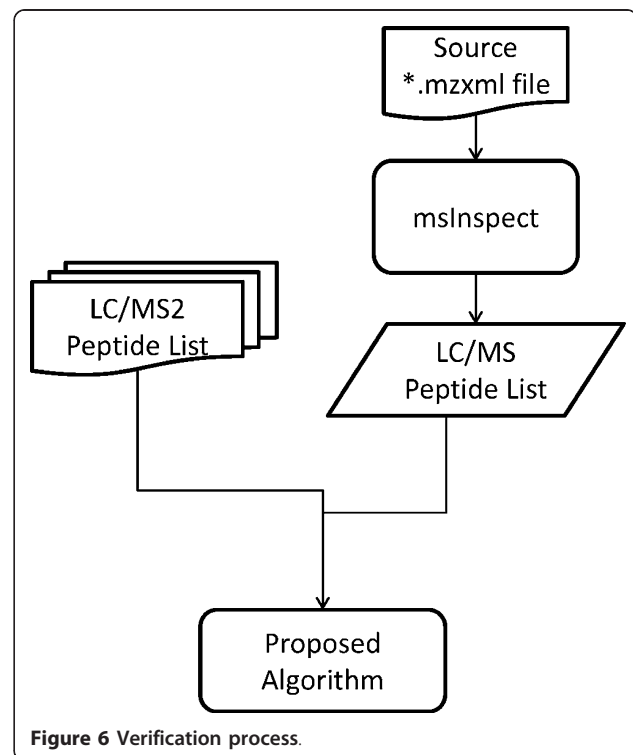 Source
*.mzxml file
msInspect
LC/MS2
Peptide List
LC/MS
Peptide List
Proposed
Algorithm
Figure 6 Verification process.